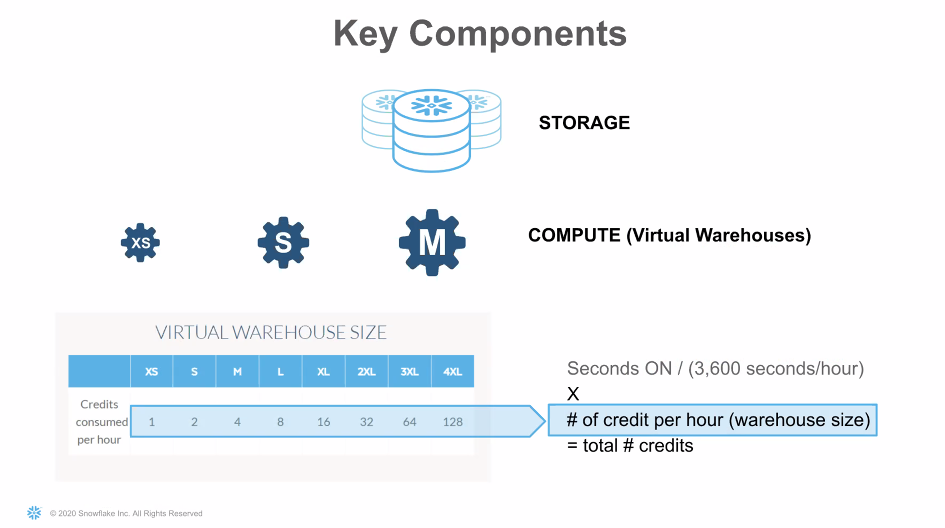 Key Components
STORAGE
XS
S
M
COMPUTE (Virtual Warehouses)
VIRTUAL WAREHOUSE SIZE
XS S M L XL 2XL 3XL 4XL
Credits
consumed
per hour
1 2 4 8 16 32 64 128
Seconds ON / (3,600 seconds/hour)
X
# of credit per hour (warehouse size)
= total # credits
© 2020 Snowflake Inc. All Rights Reserved